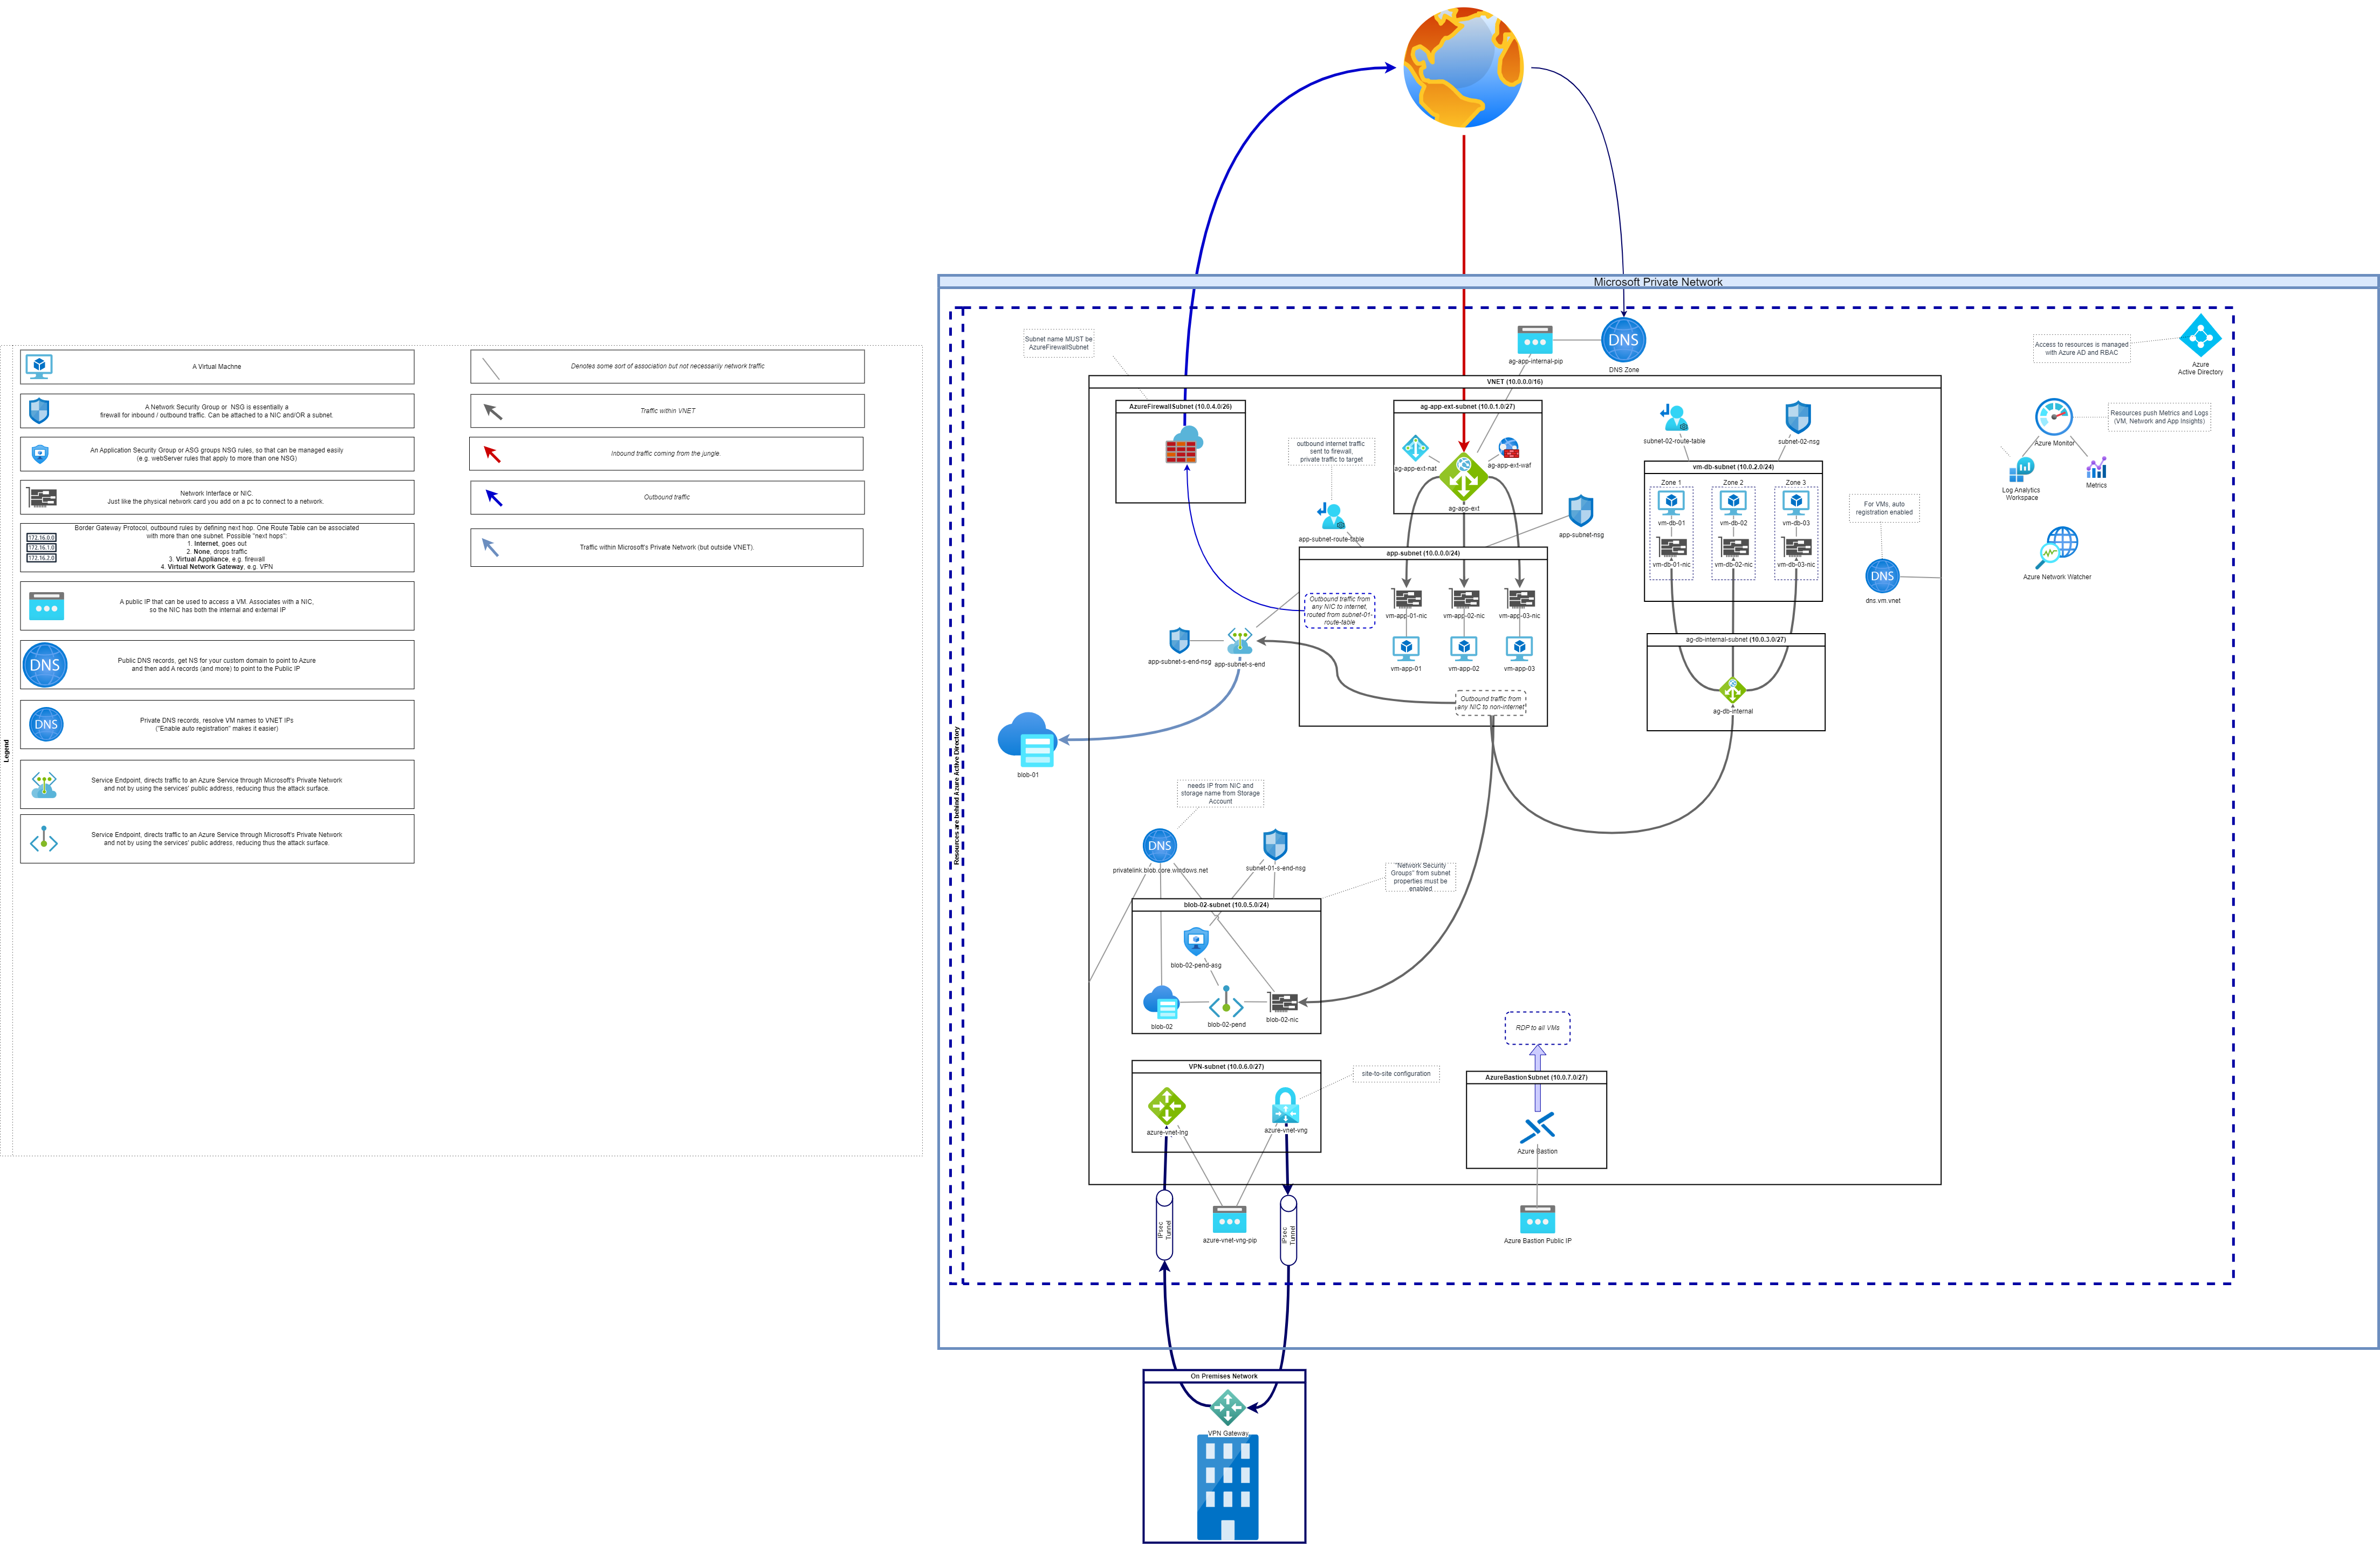 Microsoft Private Network
Legend
A Virtual Machne
A Network Security Group or  NSG is essentially a
firewall for inbound / outbound traffic. Can be attached to a NIC and/OR a subnet.
An Application Security Group or ASG groups NSG rules, so that can be managed easily
(e.g. webServer rules that apply to more than one NSG)
Network Interface or NIC.
Just like the physical network card you add on a pc to connect to a network.
172.16.0.0
172.16.1.0
172.16.2.0
Border Gateway Protocol, outbound rules by defining next hop. One Route Table can be associated
with more than one subnet. Possible "next hops":
1. Internet, goes out
2. None, drops traffic
3. Virtual Appliance, e.g. firewall
4. Virtual Network Gateway, e.g. VPN
A public IP that can be used to access a VM. Associates with a NIC,
so the NIC has both the internal and external IP
DNS
Public DNS records, get NS for your custom domain to point to Azure
and then add A records (and more) to point to the Public IP
DNS
Private DNS records, resolve VM names to VNET IPs
("Enable auto registration" makes it easier)
Service Endpoint, directs traffic to an Azure Service through Microsoft's Private Network
and not by using the services' public address, reducing thus the attack surface.
Service Endpoint, directs traffic to an Azure Service through Microsoft's Private Network
and not by using the services' public address, reducing thus the attack surface.
Denotes some sort of association but not necessarily network traffic
Traffic within VNET
Inbound traffic coming from the jungle.
Outbound traffic
Traffic within Microsoft's Private Network (but outside VNET).
Resources are behind Azure Active Directory
Subnet name MUST be
AzureFirewallSubnet
ag-app-internal-pip
DNS
DNS Zone
Access to resources is managed
with Azure AD and RBAC
Azure
Active Directory
VNET (10.0.0.0/16)
AzureFirewallSubnet (10.0.4.0/26)
outbound internet traffic
sent to firewall,
private traffic to target
app-subnet-route-table
ag-app-ext-subnet (10.0.1.0/27)
ag-app-ext-nat
ag-app-ext-waf
ag-app-ext
app-subnet-nsg
subnet-02-route-table
subnet-02-nsg
vm-db-subnet (10.0.2.0/24)
Zone 1
Zone 2
Zone 3
vm-db-01
vm-db-02
vm-db-03
vm-db-01-nic
vm-db-02-nic
vm-db-03-nic
For VMs, auto
registration enabled
DNS
dns.vm.vnet
Resources push Metrics and Logs
(VM, Network and App Insights)
Azure Monitor
Log Analytics
Workspace
Metrics
Azure Network Watcher
app-subnet (10.0.0.0/24)
Outbound traffic from
any NIC to internet,
routed from subnet-01-
route-table
vm-app-01-nic
vm-app-02-nic
vm-app-03-nic
vm-app-01
vm-app-02
vm-app-03
Outbound traffic from
any NIC to non-internet
app-subnet-s-end-nsg
app-subnet-s-end
ag-db-internal-subnet (10.0.3.0/27)
ag-db-internal
blob-01
needs IP from NIC and
storage name from Storage
Account
DNS
privatelink.blob.core.windows.net
subnet-01-s-end-nsg
"Network Security
Groups" from subnet
properties must be
enabled
blob-02-subnet (10.0.5.0/24)
blob-02-pend-asg
blob-02
blob-02-pend
blob-02-nic
VPN-subnet (10.0.6.0/27)
azure-vnet-lng
azure-vnet-vng
site-to-site configuration
RDP to all VMs
AzureBastionSubnet (10.0.7.0/27)
Azure Bastion
IPsec
Tunnel
azure-vnet-vng-pip
IPsec
Tunnel
Azure Bastion Public IP
On Premises Network
VPN Gateway